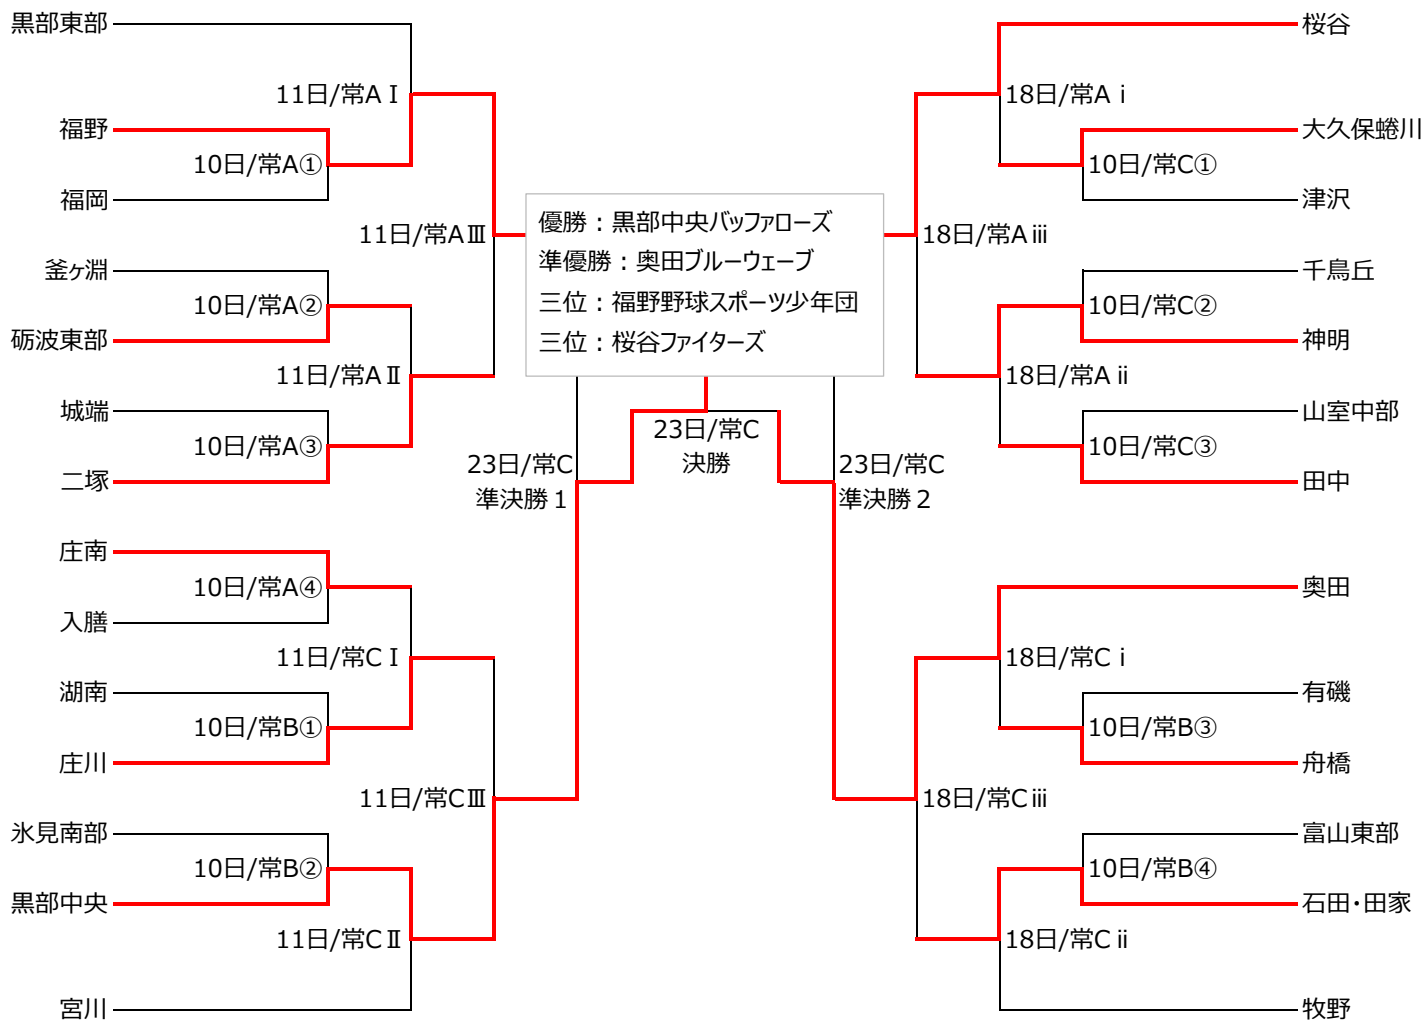 黒部東部
11日/常AⅠ
福野
10日/常A①
福岡
11日/常AⅢ
釜ヶ淵
10日/常A②
砺波東部
11日/常AⅡ
城端
10日/常A③
二塚
庄南
10日/常A④
入膳
11日/常CⅠ
湖南
10日/常B①
庄川
11日/常CⅢ
氷見南部
10日/常B②
黒部中央
11日/常CⅡ
宮川
優勝：黒部中央バッファローズ
準優勝：奥田ブルーウェーブ
三位：福野野球スポーツ少年団
三位：桜谷ファイターズ
23日/常C
決勝
23日/常C
準決勝１
23日/常C
準決勝２
桜谷
18日/常Aⅰ
大久保蜷川
10日/常C①
津沢
18日/常Aⅲ
千鳥丘
10日/常C②
神明
18日/常Aⅱ
山室中部
10日/常C③
田中
奥田
18日/常Cⅰ
有磯
10日/常B③
舟橋
18日/常Cⅲ
富山東部
10日/常B④
石田・田家
18日/常Cⅱ
牧野